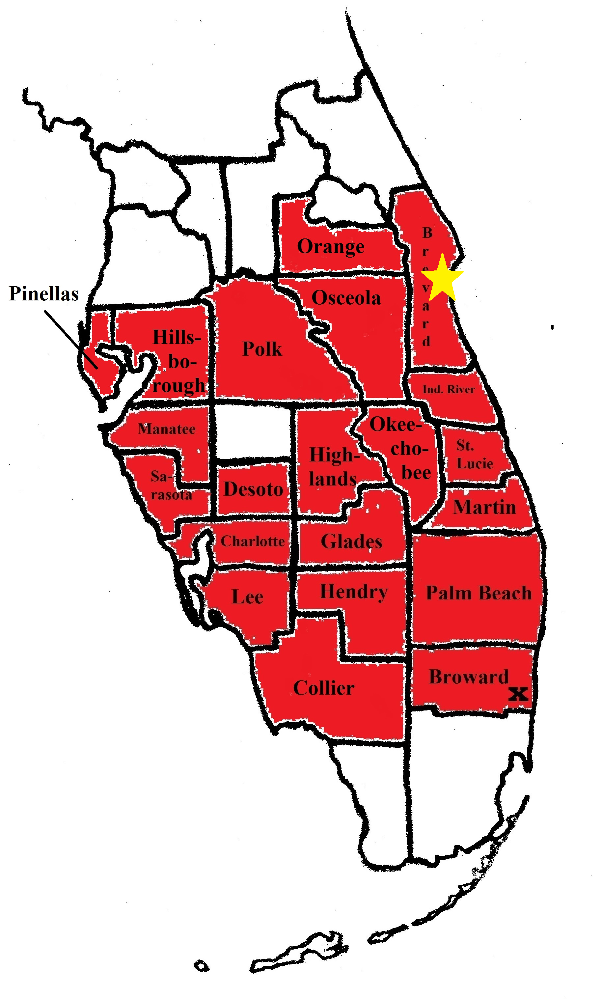 B
r
e
v
a
r
d
Orange
Pinellas
Osceola
Hills-
bo-
rough
Polk
Ind. River
Manatee
Okee-
cho-
bee
High-
lands
St.
Lucie
Sa-
rasota
Desoto
Martin
Charlotte
Glades
Lee
Hendry
Palm Beach
Collier
Broward
x